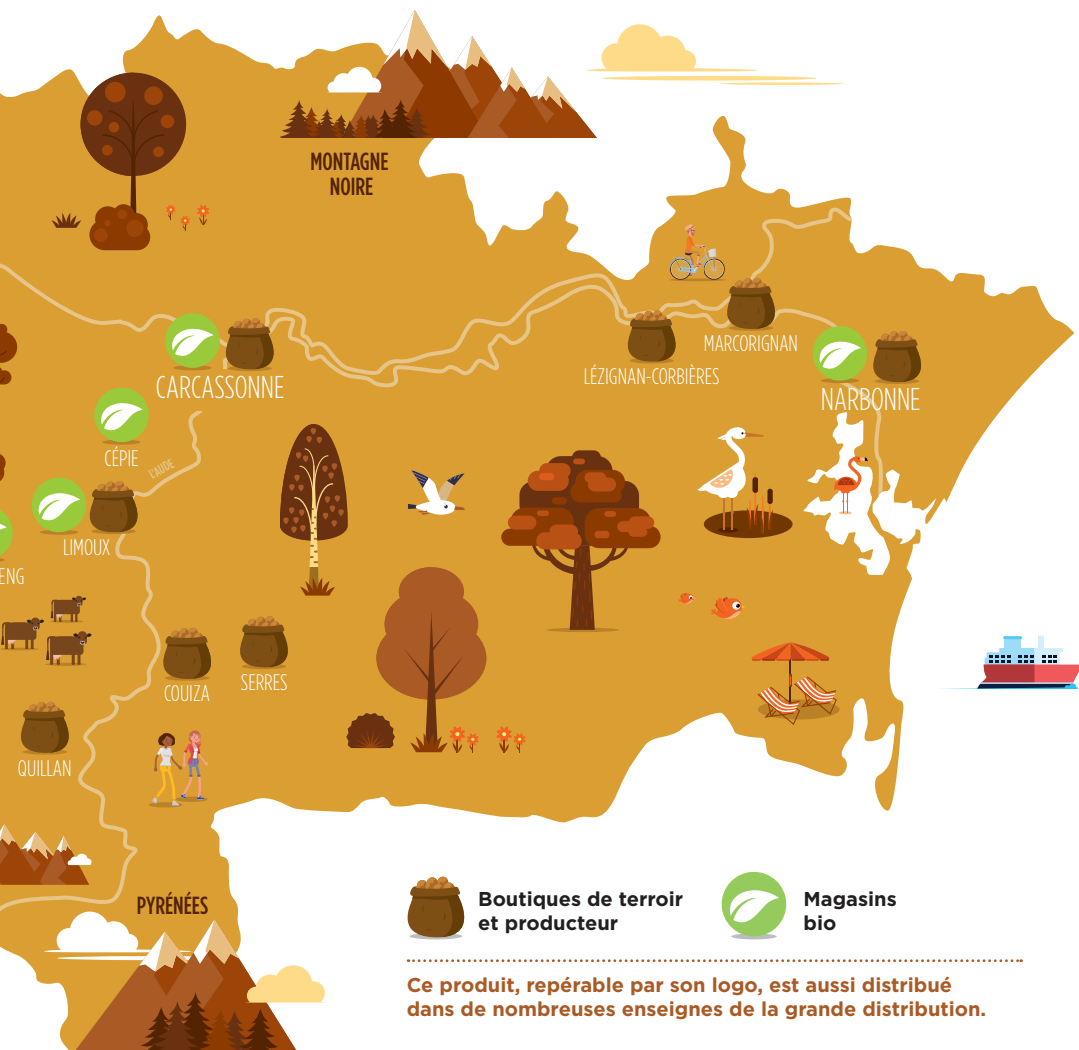 MONTAGNE
NOIRE
MARCORIGNAN
LÉZIGNAN-CORBIÈRES
CARCASSONNE
NARBONNE
CÉPIE
L'AUDE
LIMOUX
ENG
SERRES
COUIZA
QUILLAN
PYRÉNÉES
Boutiques de terroir
et producteur
Magasins
bio
Ce produit, repérable par son logo, est aussi distribué
dans de nombreuses enseignes de la grande distribution.